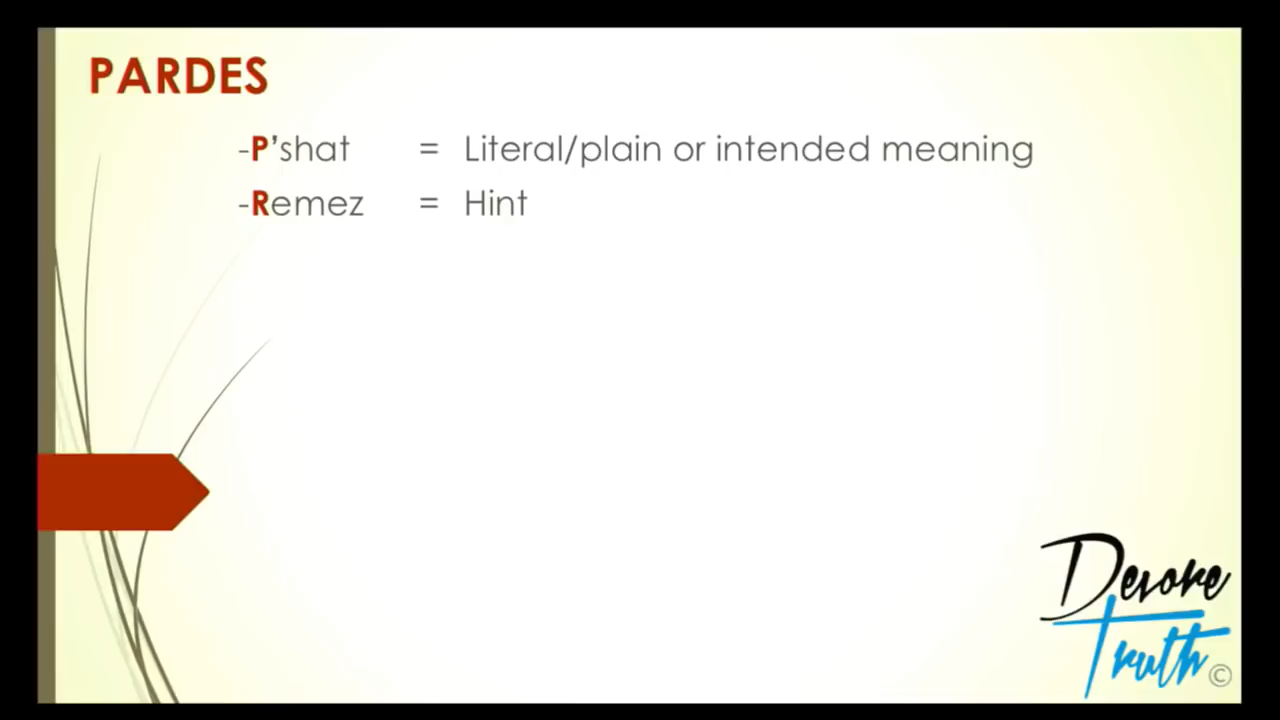 PARDES
-P'shat = Literal/plain or intended meaning
-Remez = Hint
Devore
Truth ©